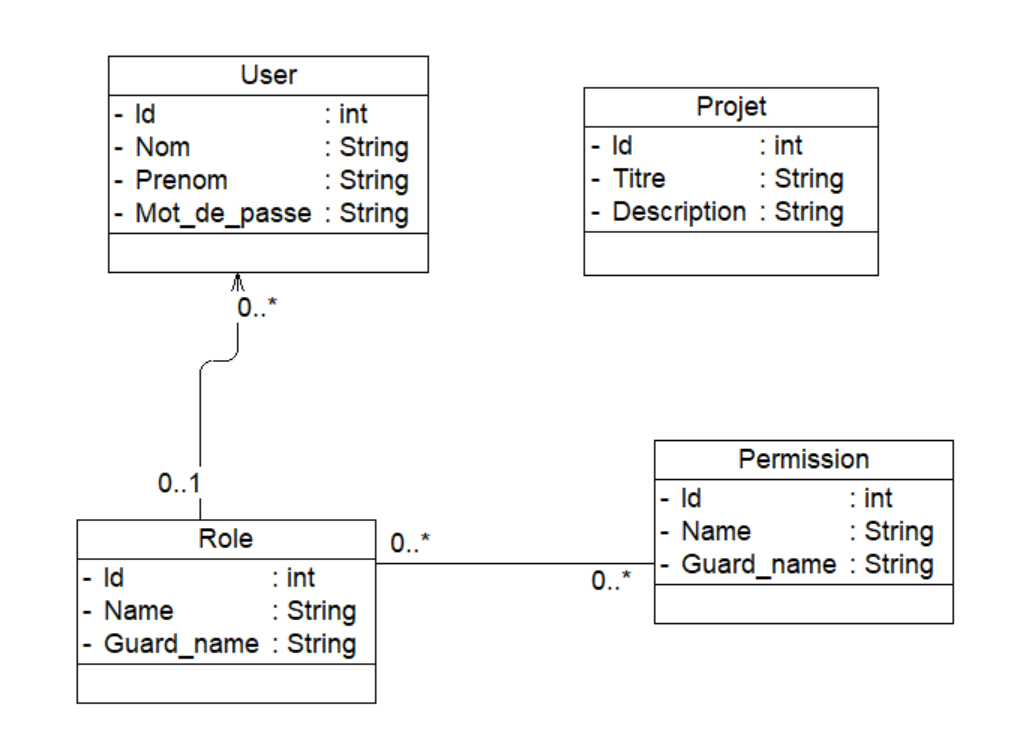 User
- Id : int
- Nom : String
- Prenom : String
- Mot_de_passe : String
Projet
- Id : int
- Titre : String
- Description : String
0..*
0..1
Role
- Id : int
- Name : String
- Guard_name : String
0..*
0..*
Permission
- Id : int
- Name : String
- Guard_name : String